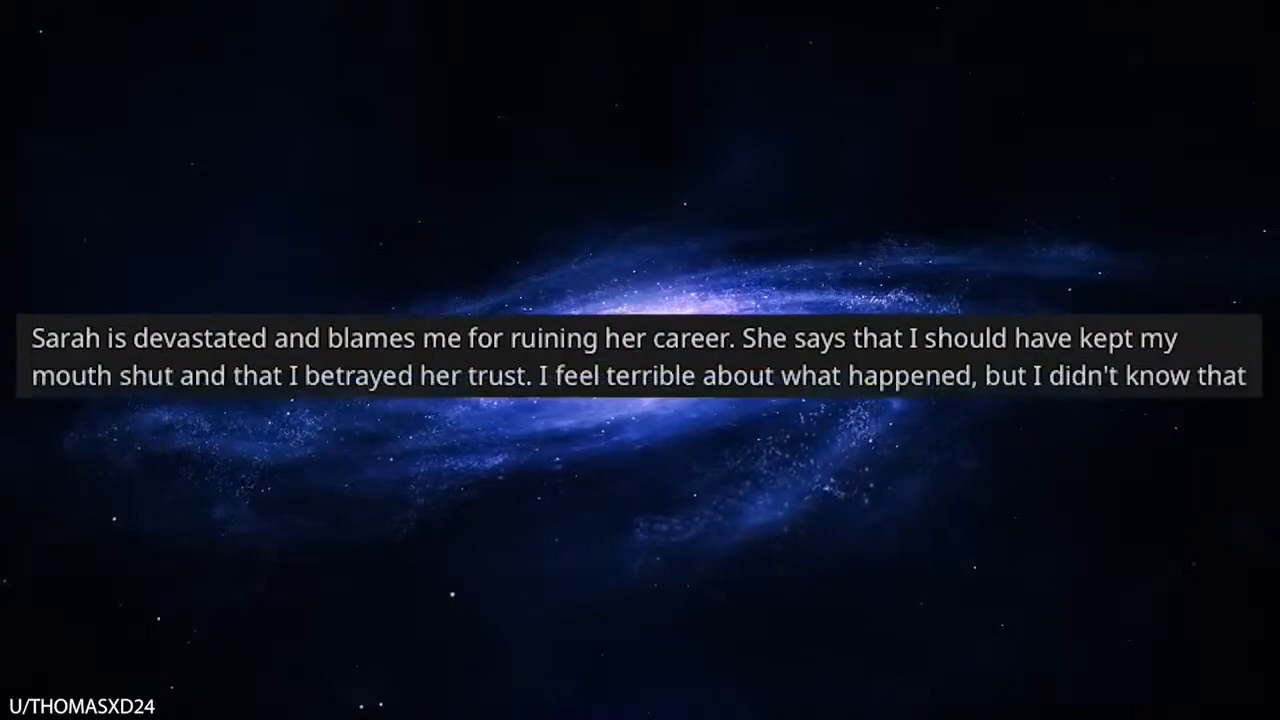 Sarah is devastated and blames me for ruining her career. She says that I should have kept my
mouth shut and that I betrayed her trust. I feel terrible about what happened, but I didn't know that
U/THOMASXD24